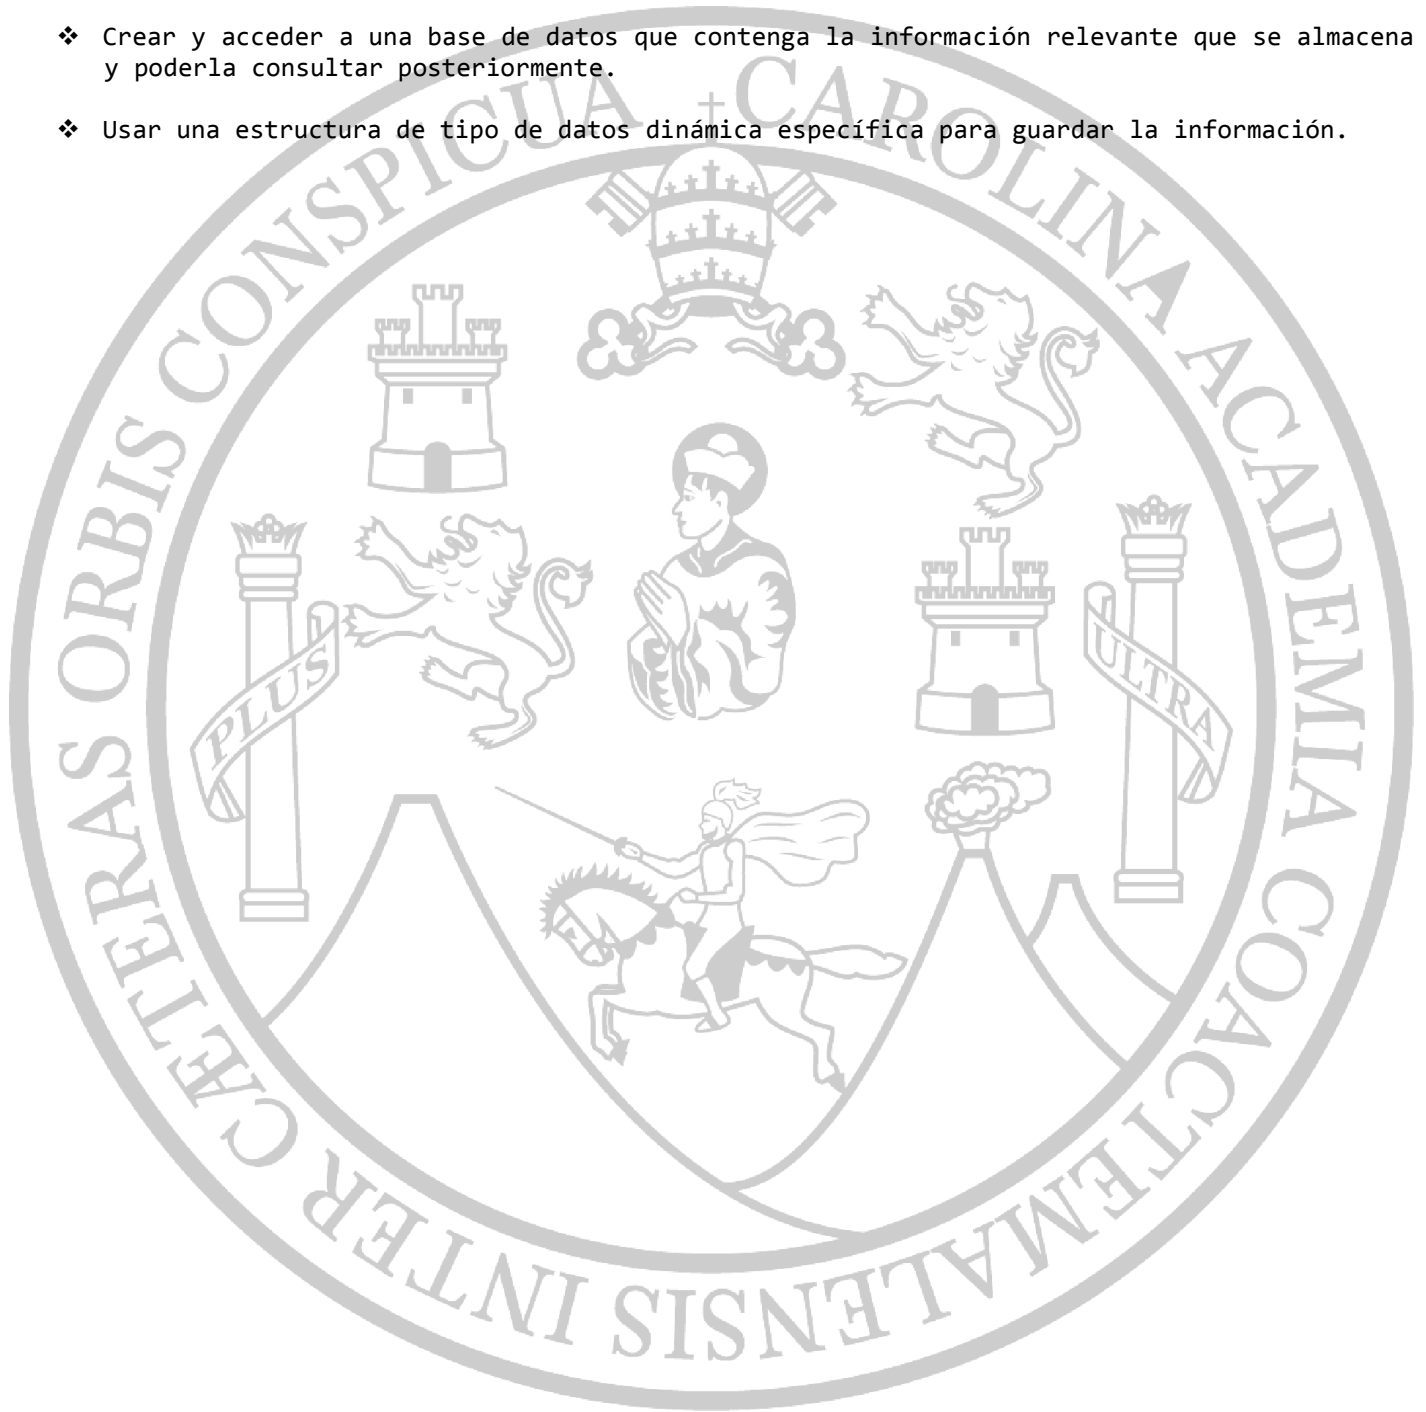 ❖ Crear y acceder a una base de datos que contenga la información relevante que se almacena
y poderla consultar posteriormente.
❖ Usar una estructura de tipo de datos dinámica específica para guardar la información.
CAROLINA ACADEMIA COACTEMALENSIS INTER CÆTERAS ORBIS CONSPICUA
PLUS
ULTRA